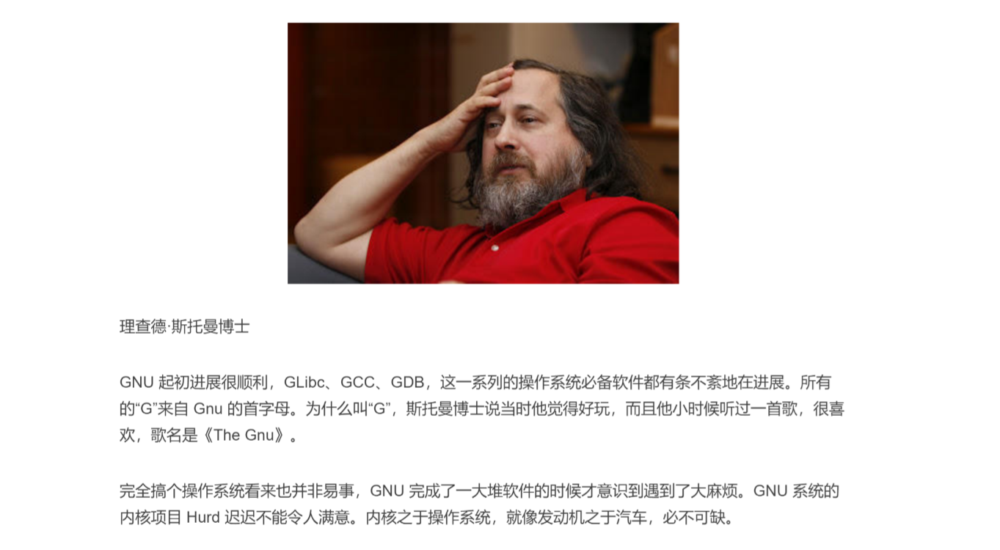 理查德·斯托曼博士
GNU 起初进展很顺利，GLibc、GCC、GDB，这一系列的操作系统必备软件都有条不紊地在进展。所有
的“G”来自 Gnu 的首字母。为什么叫“G”，斯托曼博士说当时他觉得好玩，而且他小时候听过一首歌，很喜
欢，歌名是《The Gnu》。
完全搞个操作系统看来也并非易事，GNU 完成了一大堆软件的时候才意识到遇到了大麻烦。GNU 系统的
内核项目 Hurd 迟迟不能令人满意。内核之于操作系统，就像发动机之于汽车，必不可缺。